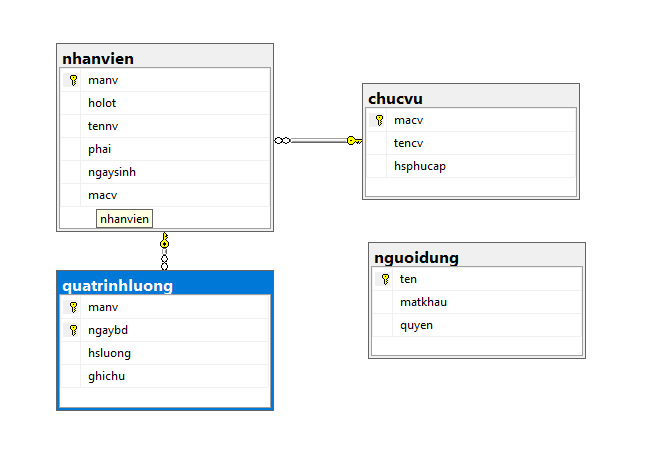 nhanvien
manv
holot
tennv
phai
ngaysinh
macv
nhanvien
chucvu
macv
tencv
hsphucap
quatrinhluong
manv
ngaybd
hsluong
ghichu
nguoidung
ten
matkhau
quyen